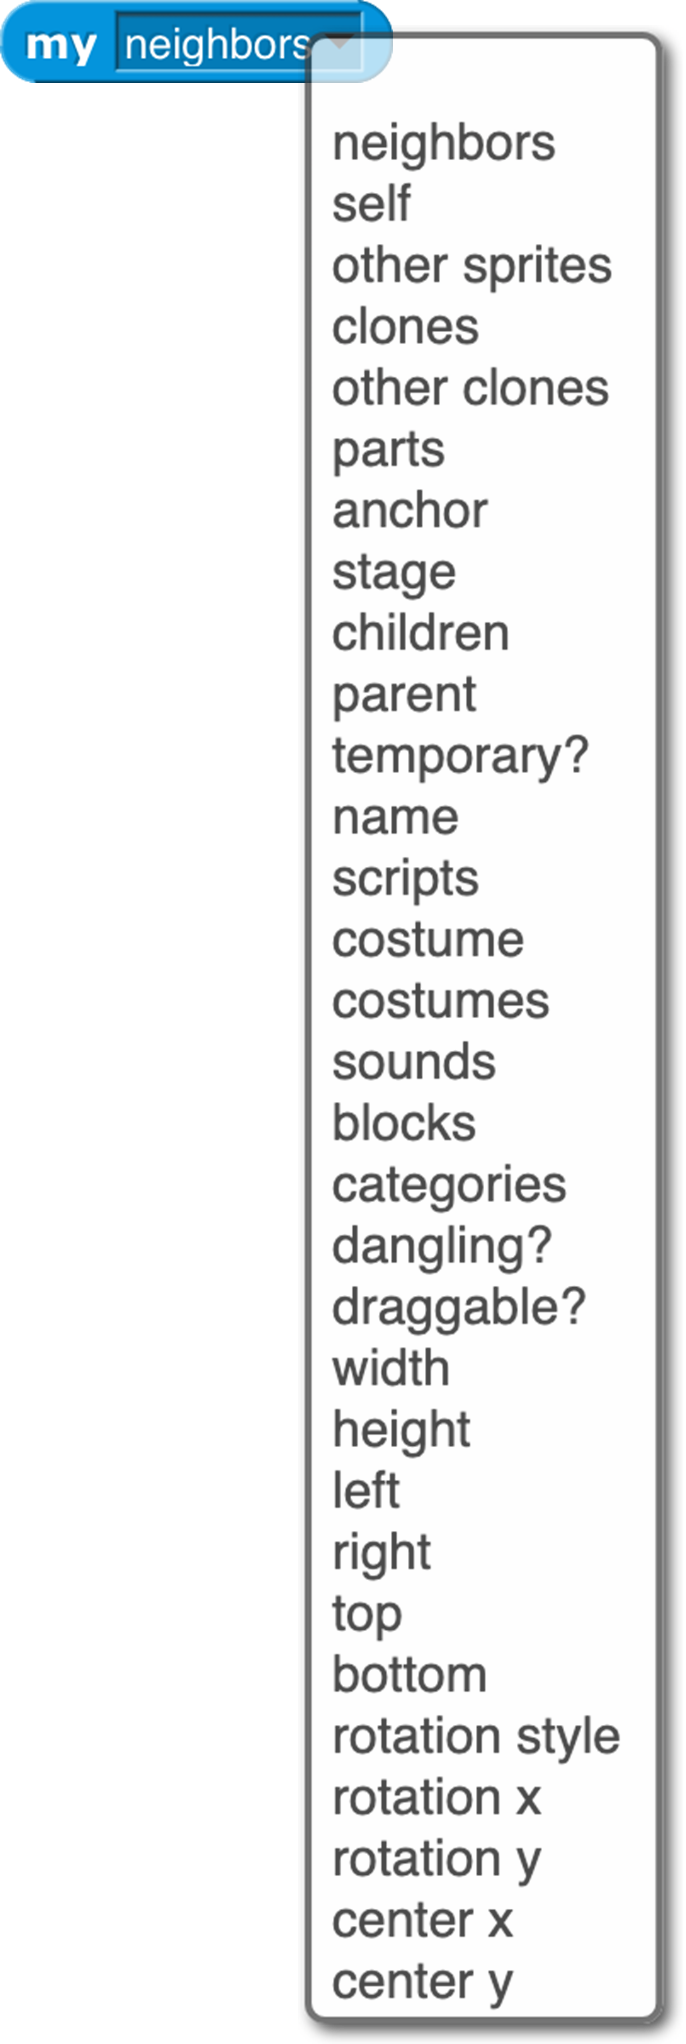 my neighbors
neighbors
self
other sprites
clones
other clones
parts
anchor
stage
children
parent
temporary?
name
scripts
costume
costumes
sounds
blocks
categories
dangling?
draggable?
width
height
left
right
top
bottom
rotation style
rotation x
rotation y
center x
center y